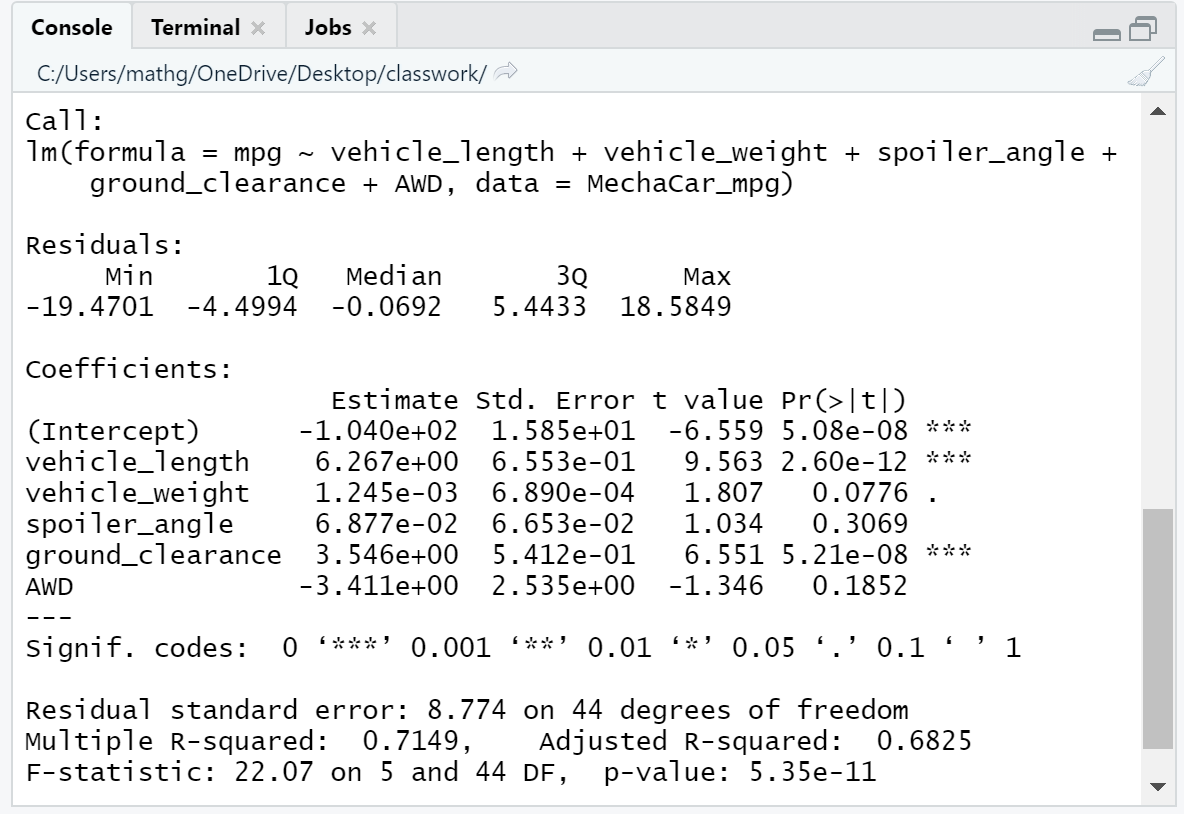 Console Terminal Jobs
C:/Users/mathg/OneDrive/Desktop/classwork/
Call:
lm(formula = mpg ~ vehicle_length + vehicle_weight + spoiler_angle +
    ground_clearance + AWD, data = MechaCar_mpg)
Residuals:
     Min       1Q   Median       3Q      Max
-19.4701  -4.4994  -0.0692   5.4433  18.5849
Coefficients:
                   Estimate Std. Error t value Pr(>|t|)
(Intercept)      -1.040e+02  1.585e+01  -6.559 5.08e-08 ***
vehicle_length    6.267e+00  6.553e-01   9.563 2.60e-12 ***
vehicle_weight    1.245e-03  6.890e-04   1.807   0.0776 .
spoiler_angle     6.877e-02  6.653e-02   1.034   0.3069
ground_clearance  3.546e+00  5.412e-01   6.551 5.21e-08 ***
AWD              -3.411e+00  2.535e+00  -1.346   0.1852
---
Signif. codes:  0 ‘***’ 0.001 ‘**’ 0.01 ‘*’ 0.05 ‘.’ 0.1 ‘ ’ 1
Residual standard error: 8.774 on 44 degrees of freedom
Multiple R-squared:  0.7149,    Adjusted R-squared:  0.6825
F-statistic: 22.07 on 5 and 44 DF,  p-value: 5.35e-11